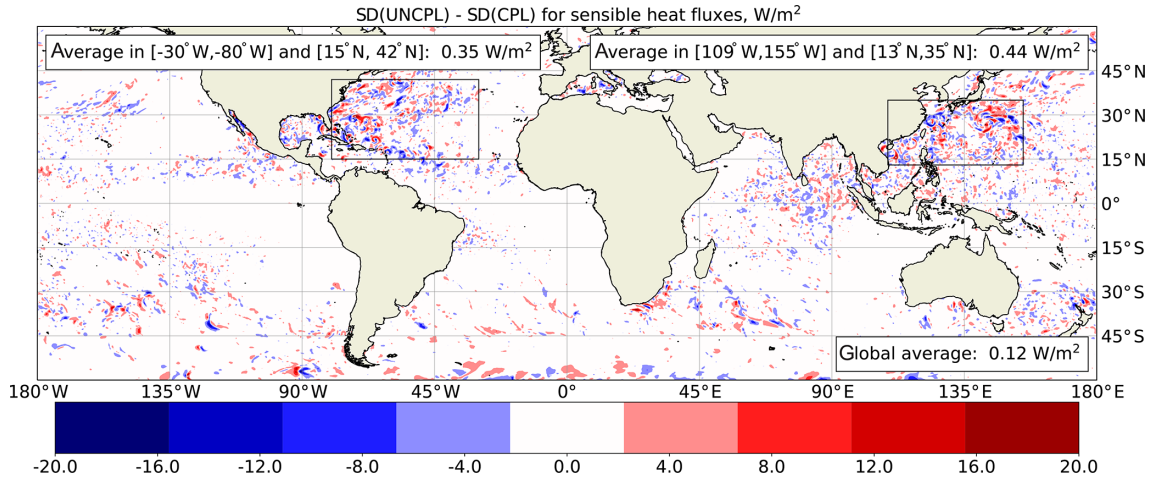 SD(UNCPL) - SD(CPL) for sensible heat fluxes, W/m²
Average in [-30°W,-80°W] and [15°N, 42°N]: 0.35 W/m²
Average in [109°W,155°W] and [13°N,35°N]: 0.44 W/m²
45°N
30°N
15°N
0°
15°S
30°S
45°S
Global average: 0.12 W/m²
180°W 135°W 90°W 45°W 0° 45°E 90°E 135°E 180°E
-20.0 -16.0 -12.0 -8.0 -4.0 0.0 4.0 8.0 12.0 16.0 20.0